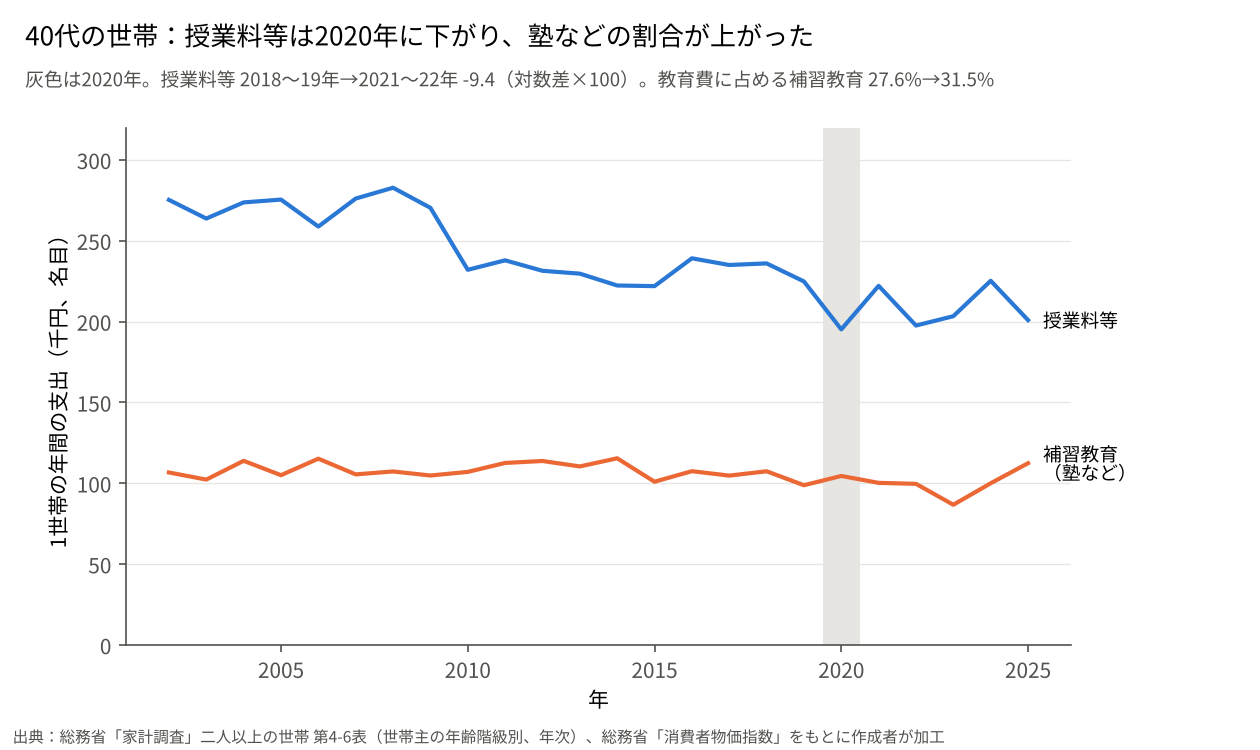 40代の世帯：授業料等は2020年に下がり、塾などの割合が上がった
灰色は2020年。授業料等 2018〜19年→2021〜22年 -9.4（対数差×100）。教育費に占める補習教育 27.6%→31.5%
1世帯の年間の支出（千円、名目）
300
250
200
150
100
50
0
授業料等
補習教育
（塾など）
2005
2010
2015
2020
2025
年
出典：総務省「家計調査」二人以上の世帯 第4-6表（世帯主の年齢階級別、年次）、総務省「消費者物価指数」をもとに作成者が加工